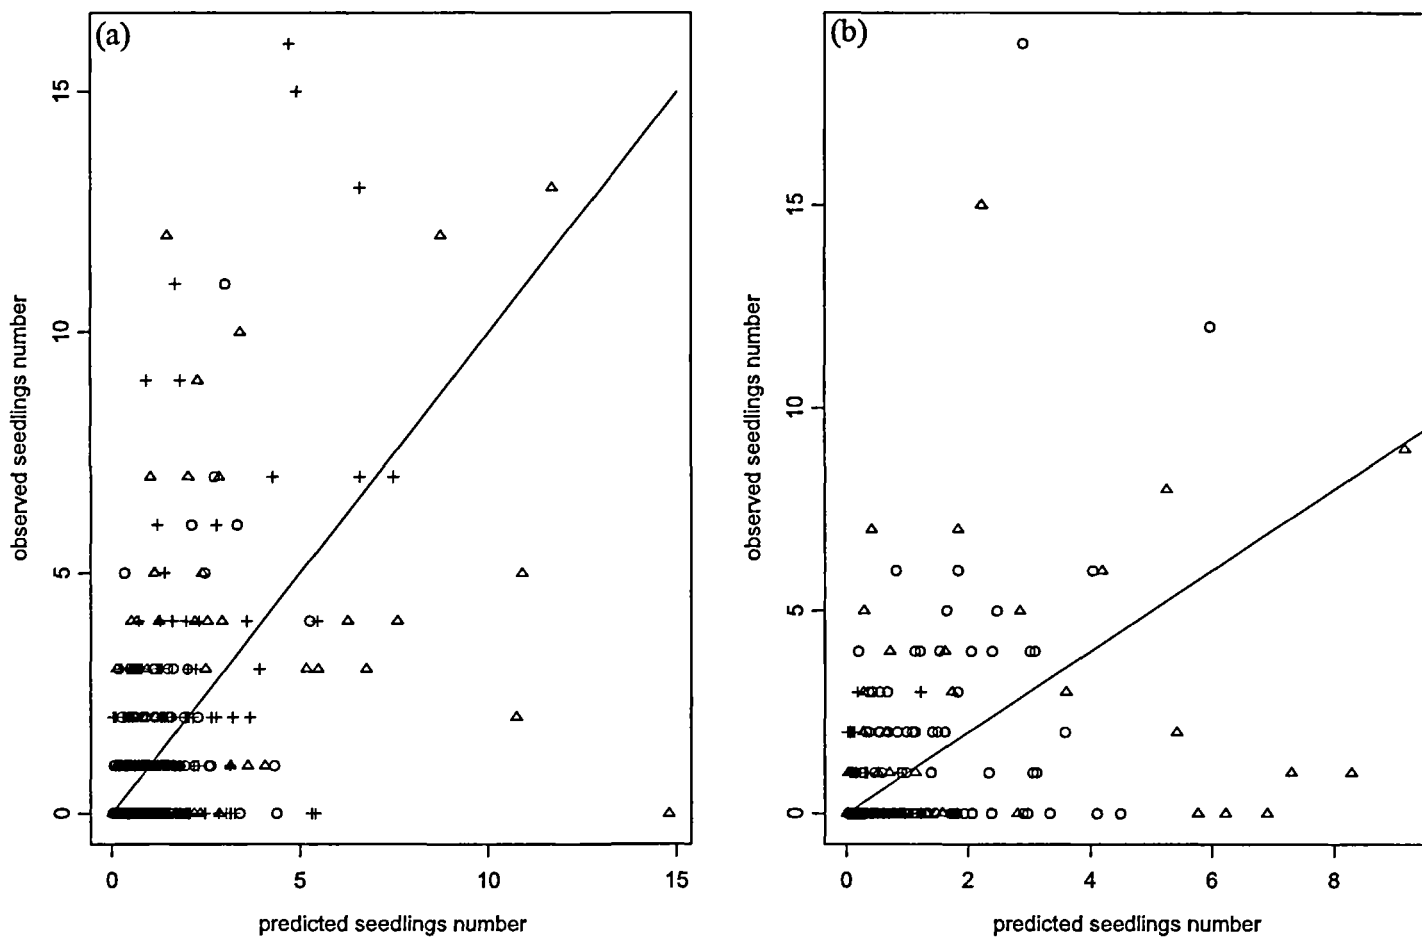 (a)
observed seedlings number
15
10
5
0
0 5 10 15
predicted seedlings number
(b)
observed seedlings number
15
10
5
0
0 2 4 6 8
predicted seedlings number